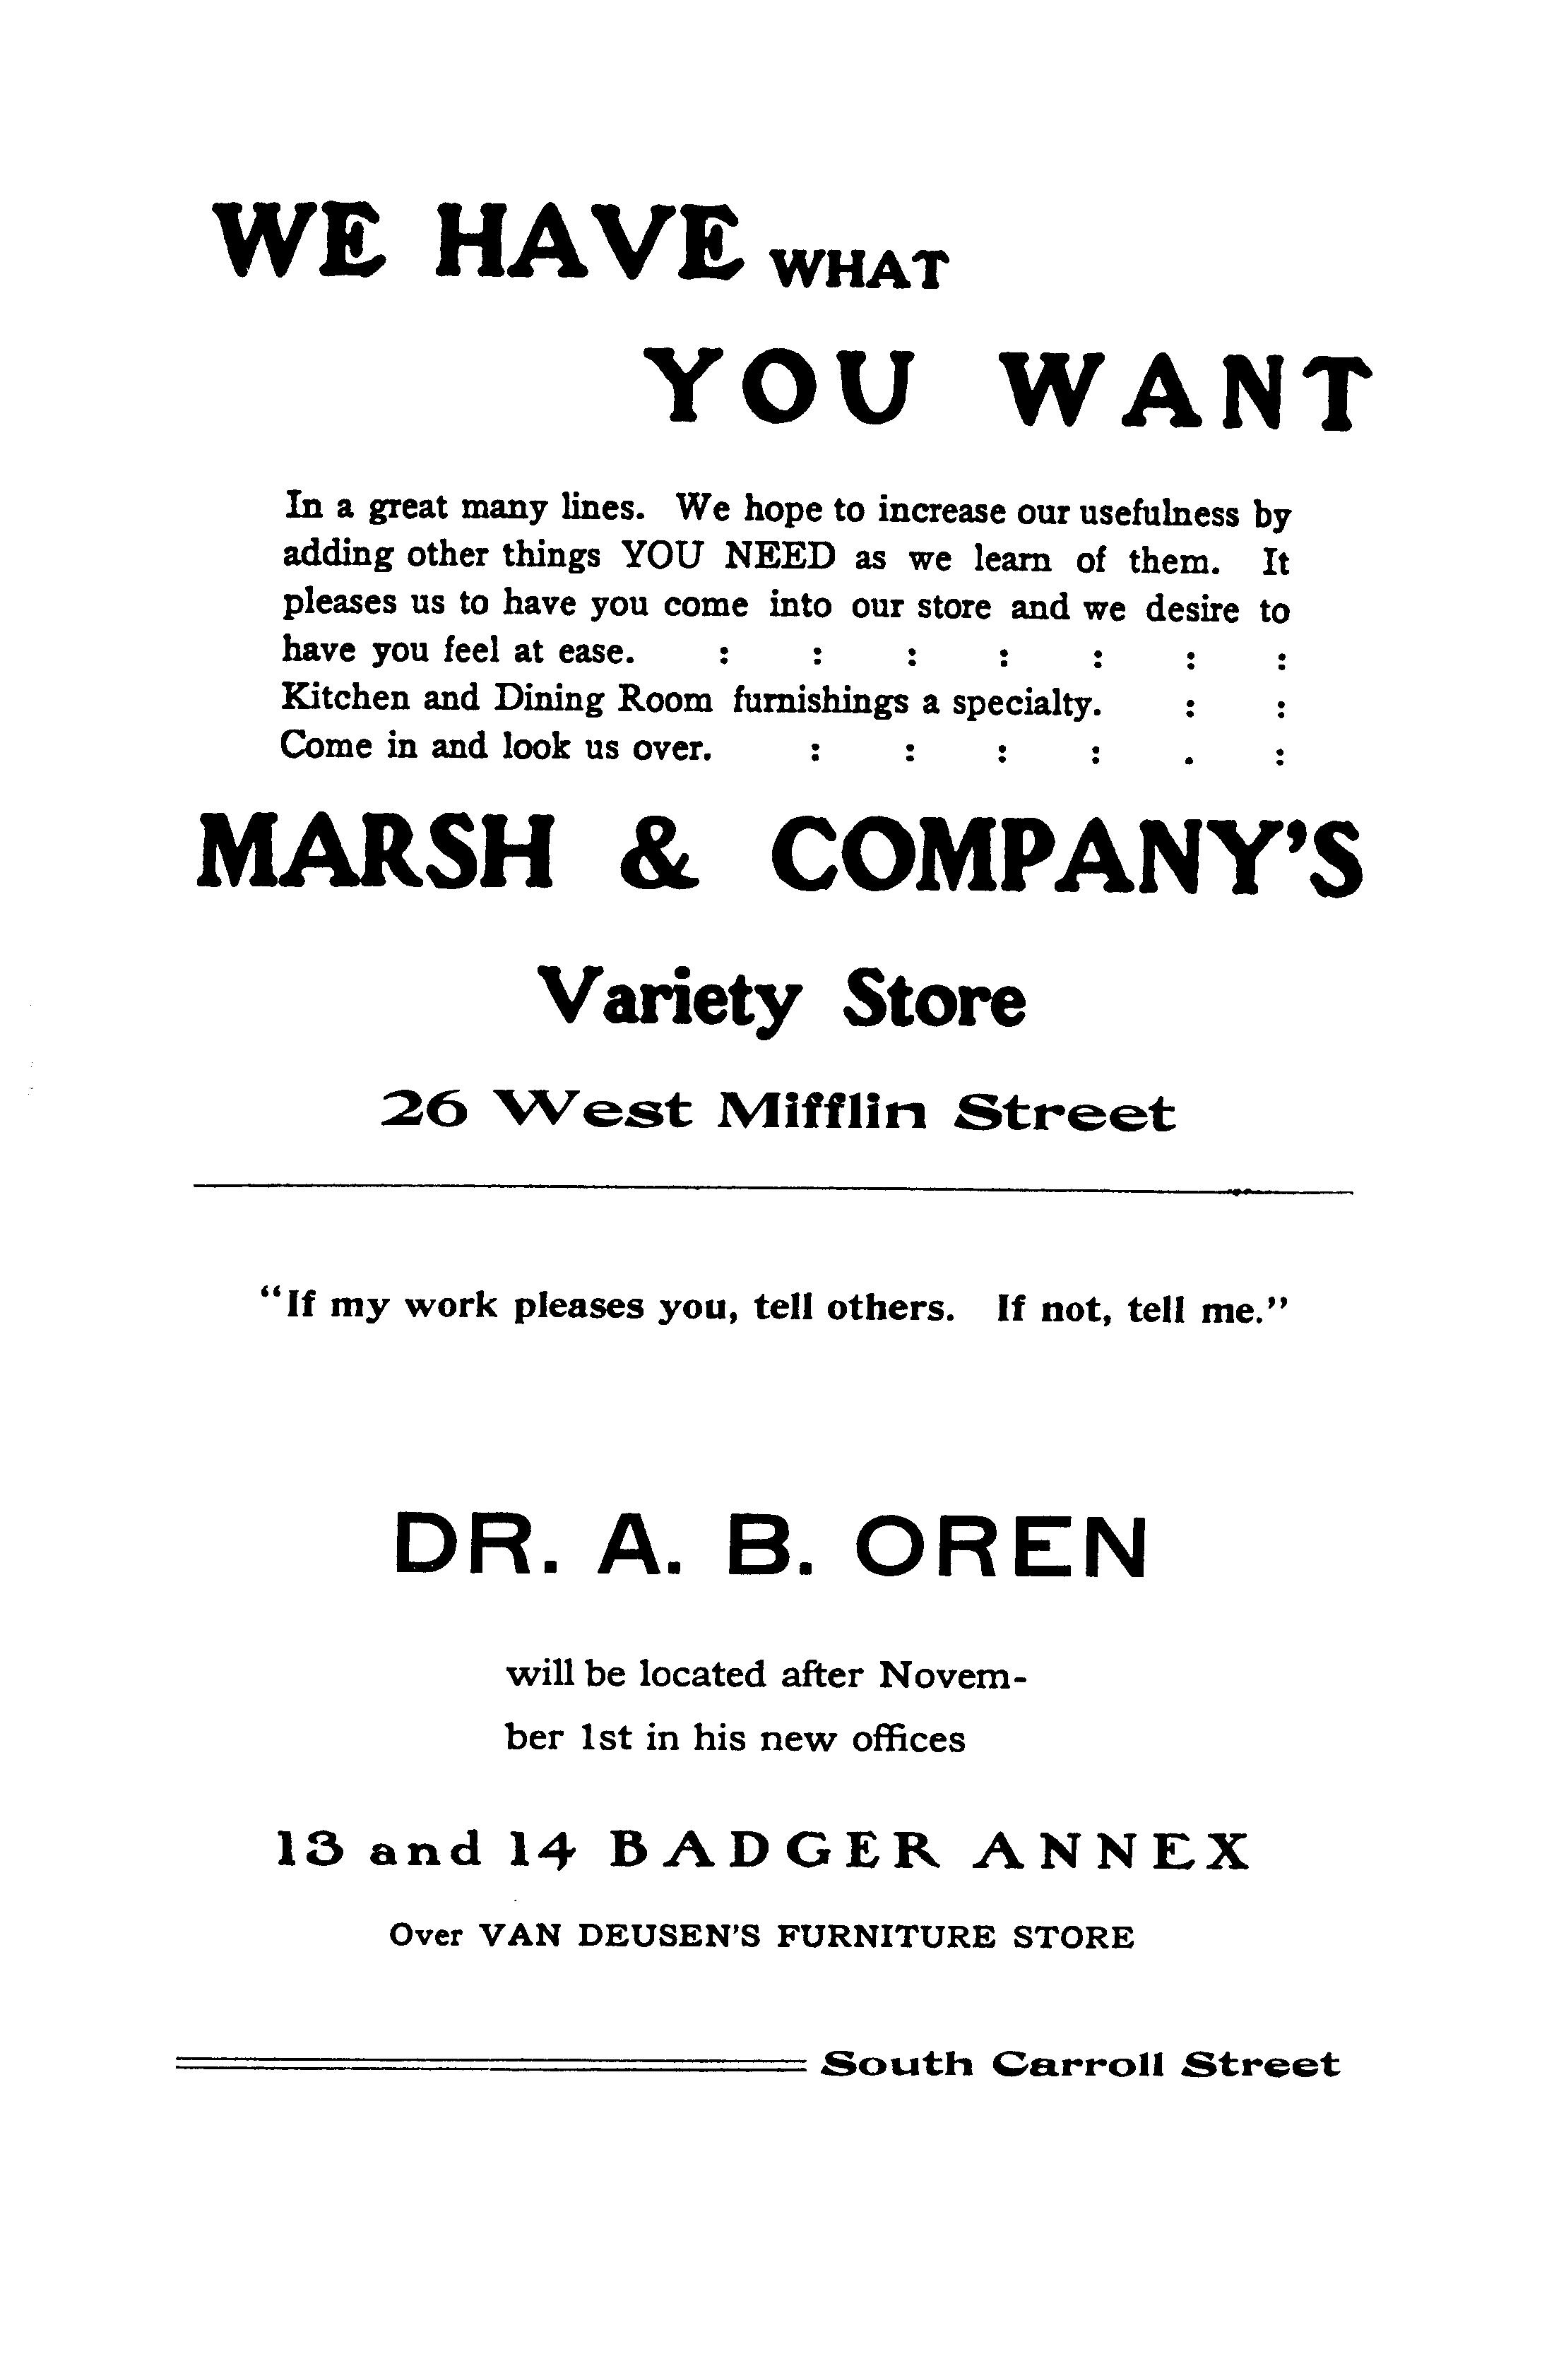 WE HAVE WHAT
YOU WANT
In a great many lines. We hope to increase our usefulness by
adding other things YOU NEED as we learn of them. It
pleases us to have you come into our store and we desire to
have you feel at ease. : : : : : : :
Kitchen and Dining Room furnishings a specialty. : :
Come in and look us over. : : : : . :
MARSH & COMPANY'S
Variety Store
26 West Mifflin Street
"If my work pleases you, tell others. If not, tell me."
DR. A. B. OREN
will be located after Novem-
ber 1st in his new offices
13 and 14 BADGER ANNEX
Over VAN DEUSEN'S FURNITURE STORE
South Carroll Street